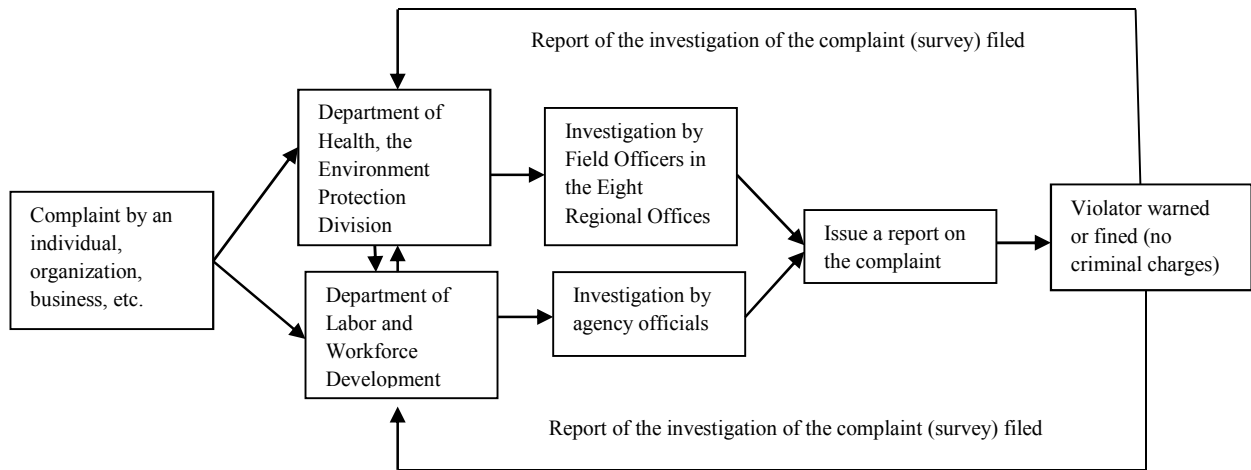 Report of the investigation of the complaint (survey) filed
Department of
Health, the
Environment
Protection
Division
Investigation by
Field Officers in
the Eight
Regional Offices
Complaint by an
individual,
organization,
business, etc.
Issue a report on
the complaint
Violator warned
or fined (no
criminal charges)
Department of
Labor and
Workforce
Development
Investigation by
agency officials
Report of the investigation of the complaint (survey) filed